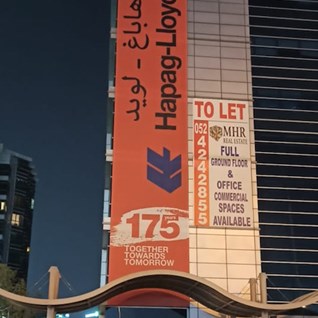 هاباغ - لويد
Hapag-Lloyd
175 years
TOGETHER
TOWARDS
TOMORROW
TO LET
052 4242855
MHR
REAL ESTATE
FULL
GROUND FLOOR
&
OFFICE
COMMERCIAL
SPACES
AVAILABLE